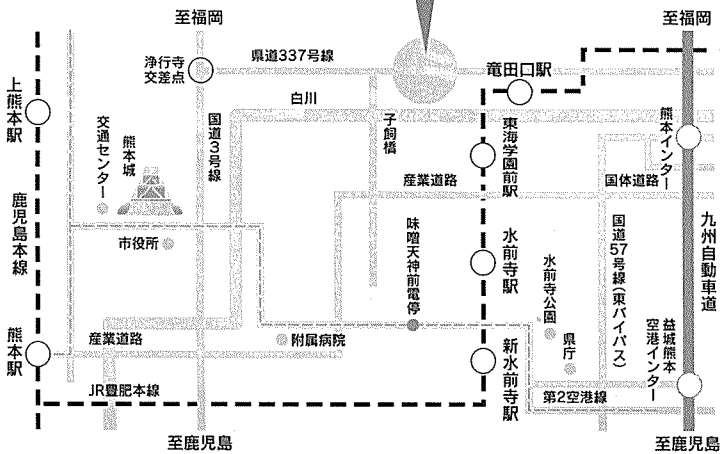 至福岡
至福岡
浄行寺
交差点
県道337号線
竜田口駅
上熊本駅
白川
交通センター
熊本城
国道3号線
子飼橋
東海学園前駅
熊本インター
産業道路
国体道路
鹿児島本線
市役所
味噌天神前電停
水前寺駅
水前寺公園
国道57号線(東バイパス)
九州自動車道
熊本駅
産業道路
附属病院
新水前寺駅
県庁
益城熊本
空港インター
JR豊肥本線
第2空港線
至鹿児島
至鹿児島